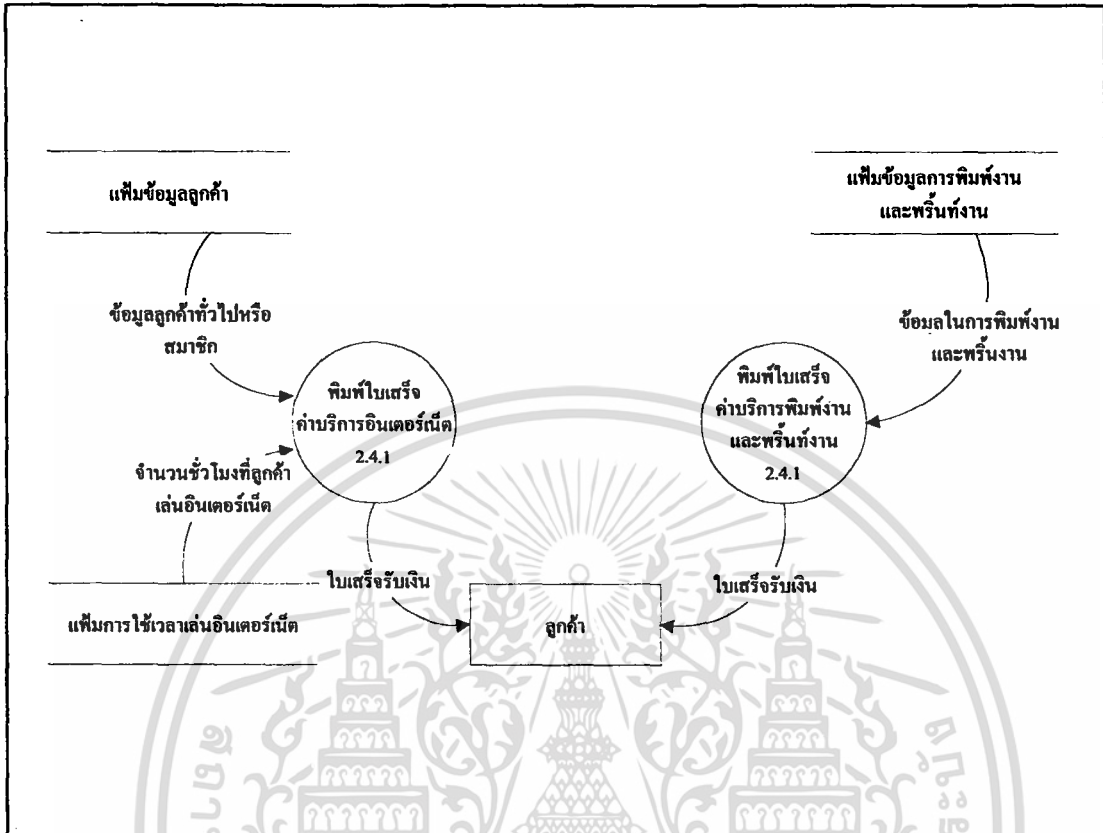 แฟ้มข้อมูลลูกค้า
แฟ้มข้อมูลการพิมพ์งาน
และพริ้นท์งาน
ข้อมูลลูกค้าทั่วไปหรือ
สมาชิก
ข้อมูลในการพิมพ์งาน
และพริ้นงาน
พิมพ์ใบเสร็จ
ค่าบริการอินเตอร์เน็ต
2.4.1
พิมพ์ใบเสร็จ
ค่าบริการพิมพ์งาน
และพริ้นท์งาน
2.4.1
จำนวนชั่วโมงที่ลูกค้า
เล่นอินเตอร์เน็ต
ใบเสร็จรับเงิน
ใบเสร็จรับเงิน
แฟ้มการใช้เวลาเล่นอินเตอร์เน็ต
ลูกค้า